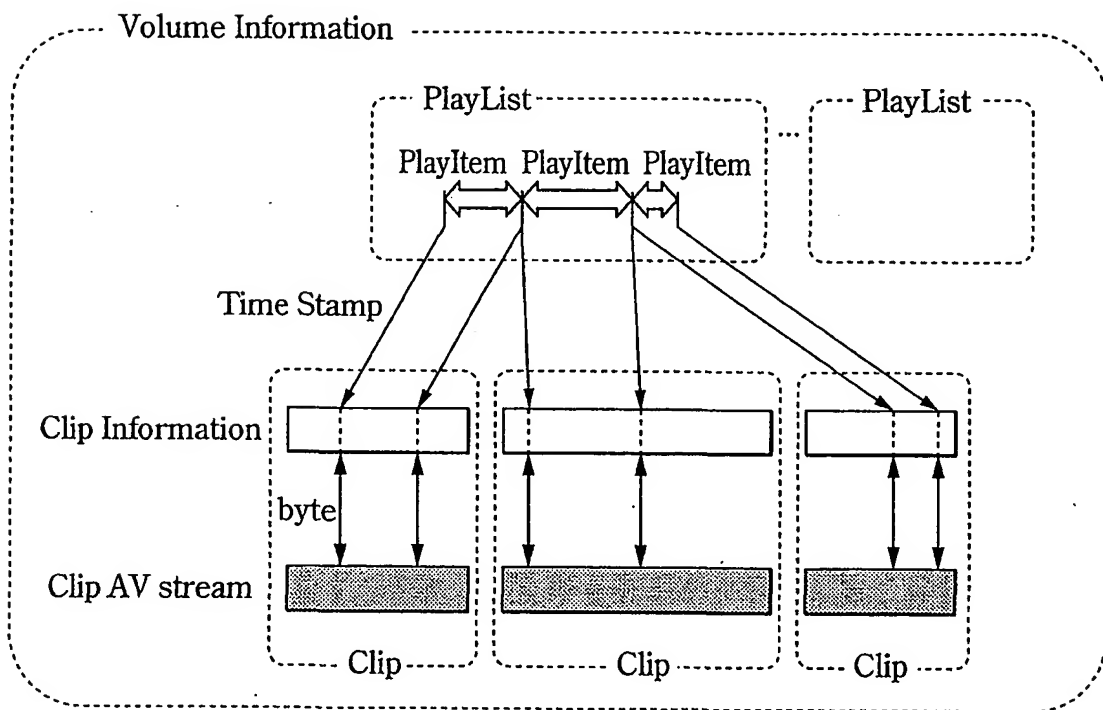 Volume Information
PlayList
...
PlayList
PlayItem PlayItem PlayItem
Time Stamp
Clip Information
byte
Clip AV stream
Clip
Clip
Clip